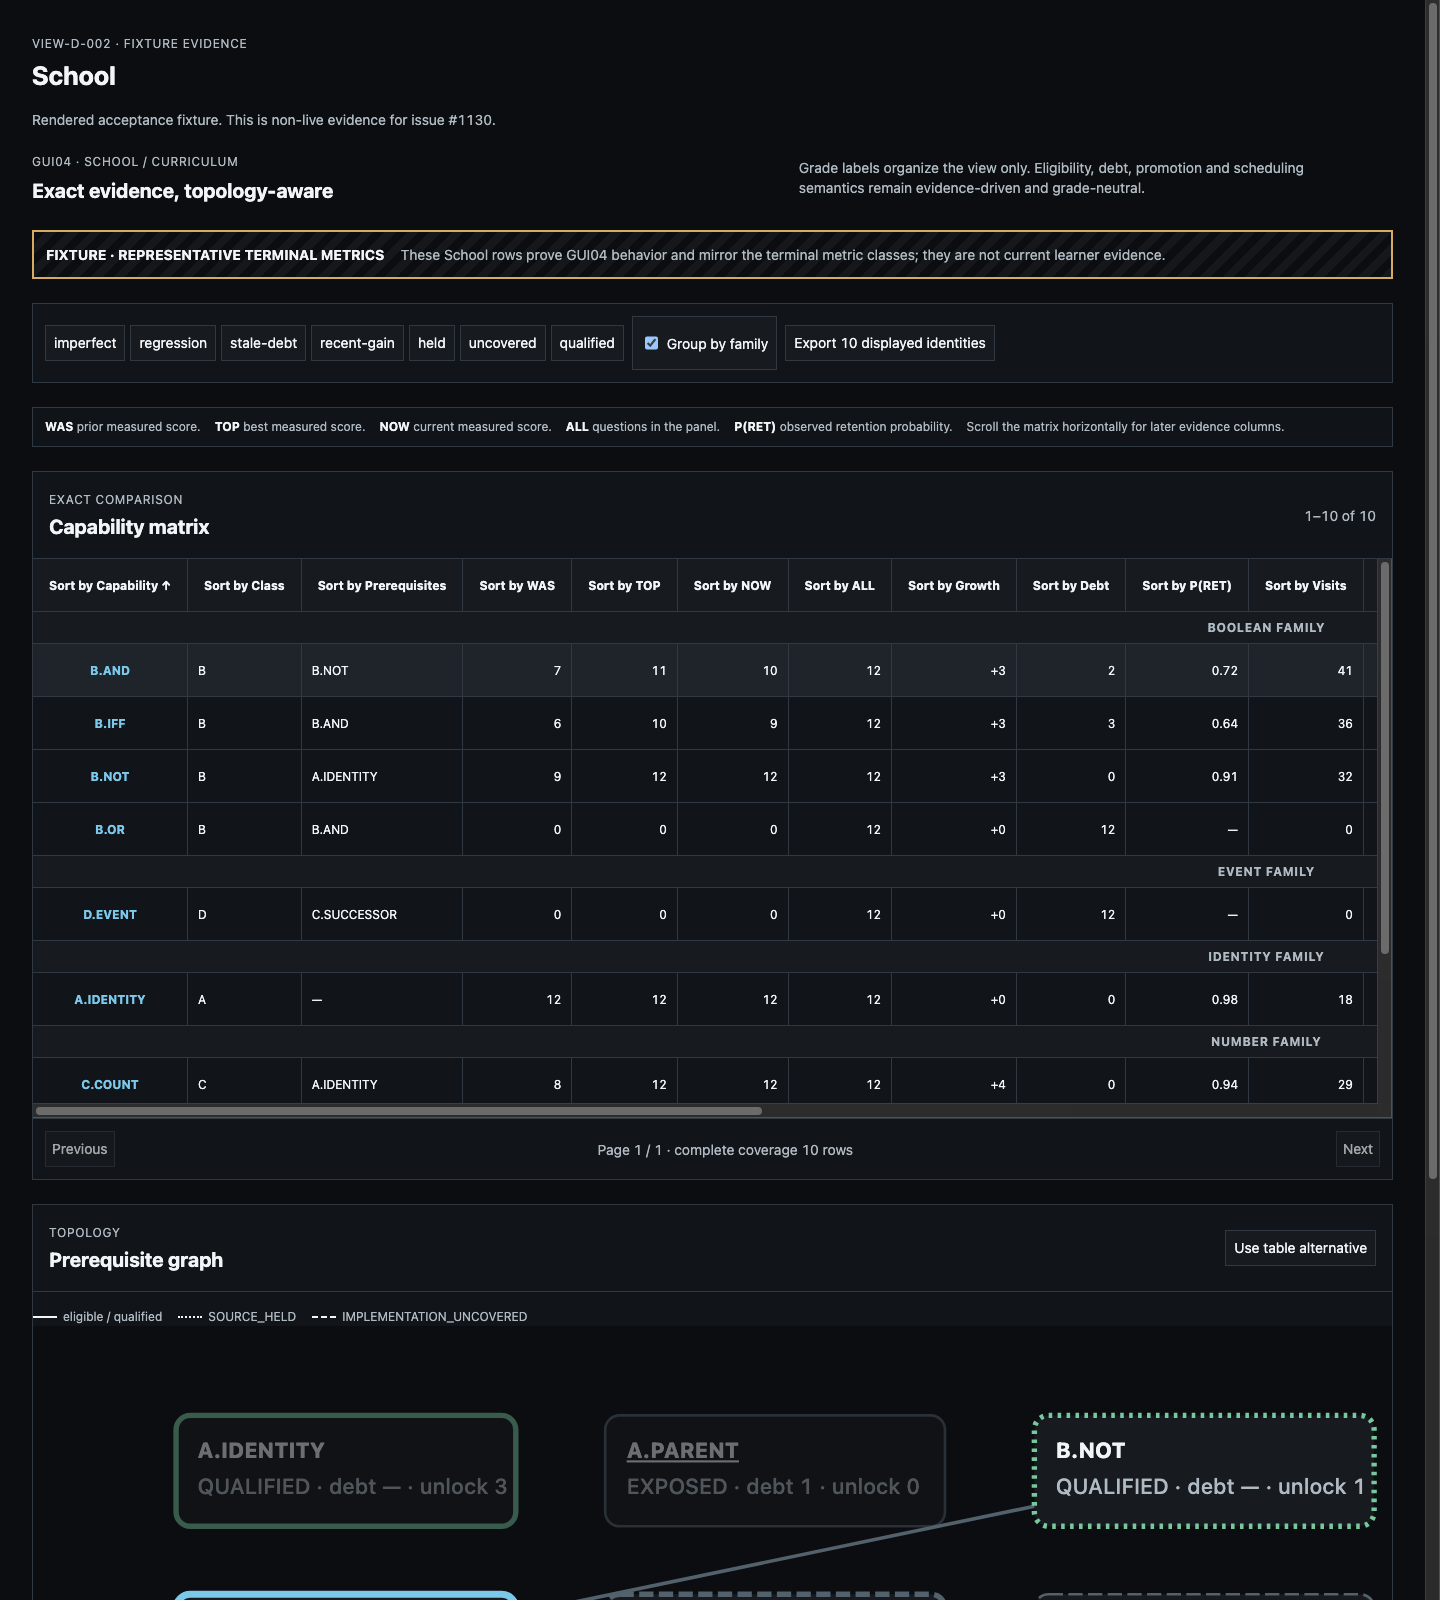 VIEW-D-002 · FIXTURE EVIDENCE
School
Rendered acceptance fixture. This is non-live evidence for issue #1130.
GUI04 · SCHOOL / CURRICULUM
Exact evidence, topology-aware
Grade labels organize the view only. Eligibility, debt, promotion and scheduling
semantics remain evidence-driven and grade-neutral.
FIXTURE · REPRESENTATIVE TERMINAL METRICS These School rows prove GUI04 behavior and mirror the terminal metric classes; they are not current learner evidence.
imperfect regression stale-debt recent-gain held uncovered qualified Group by family Export 10 displayed identities
WAS prior measured score. TOP best measured score. NOW current measured score. ALL questions in the panel. P(RET) observed retention probability. Scroll the matrix horizontally for later evidence columns.
EXACT COMPARISON
Capability matrix
1–10 of 10
Sort by Capability ↑ Sort by Class Sort by Prerequisites Sort by WAS Sort by TOP Sort by NOW Sort by ALL Sort by Growth Sort by Debt Sort by P(RET) Sort by Visits
BOOLEAN FAMILY
B.AND B B.NOT 7 11 10 12 +3 2 0.72 41
B.IFF B B.AND 6 10 9 12 +3 3 0.64 36
B.NOT B A.IDENTITY 9 12 12 12 +3 0 0.91 32
B.OR B B.AND 0 0 0 12 +0 12 — 0
EVENT FAMILY
D.EVENT D C.SUCCESSOR 0 0 0 12 +0 12 — 0
IDENTITY FAMILY
A.IDENTITY A — 12 12 12 12 +0 0 0.98 18
NUMBER FAMILY
C.COUNT C A.IDENTITY 8 12 12 12 +4 0 0.94 29
Previous Page 1 / 1 · complete coverage 10 rows Next
TOPOLOGY
Prerequisite graph
Use table alternative
eligible / qualified SOURCE_HELD IMPLEMENTATION_UNCOVERED
A.IDENTITY
QUALIFIED · debt — · unlock 3
A.PARENT
EXPOSED · debt 1 · unlock 0
B.NOT
QUALIFIED · debt — · unlock 1